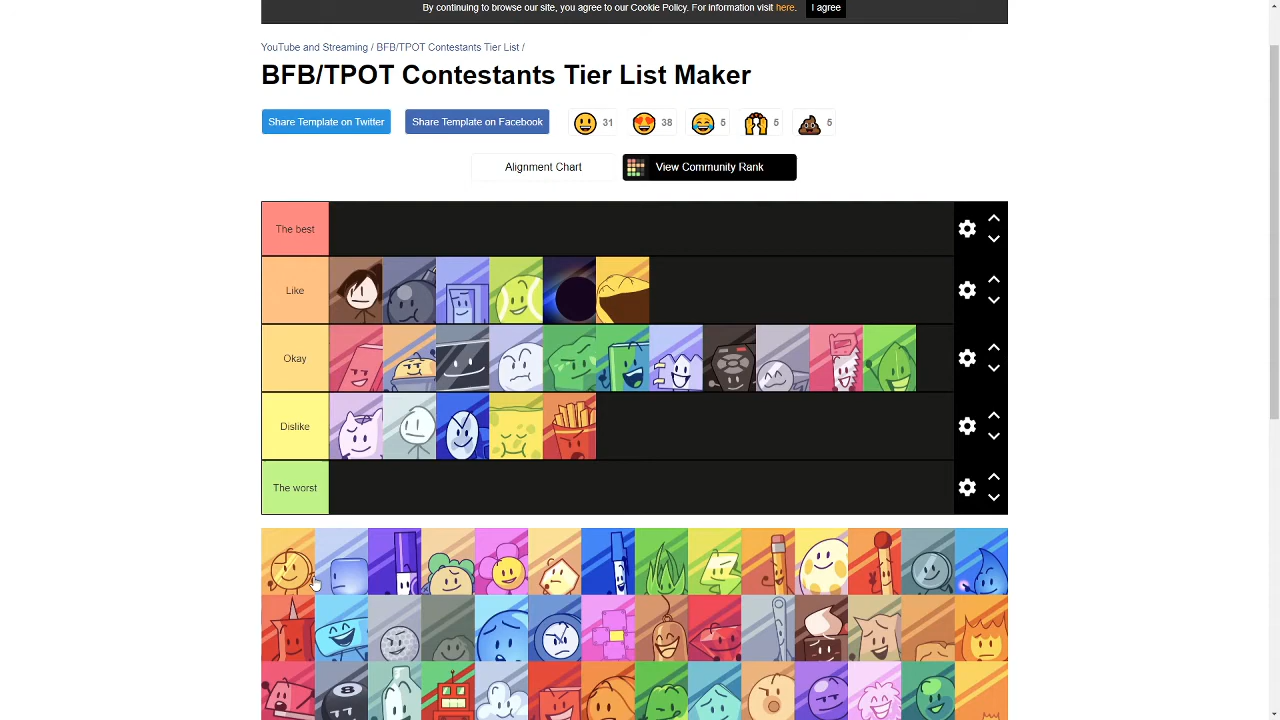 By continuing to browse our site, you agree to our Cookie Policy. For information visit here. I agree
YouTube and Streaming / BFB/TPOT Contestants Tier List /
BFB/TPOT Contestants Tier List Maker
Share Template on Twitter Share Template on Facebook 31 38 5 5 5
Alignment Chart View Community Rank
The best
Like
Okay
Dislike
The worst
8